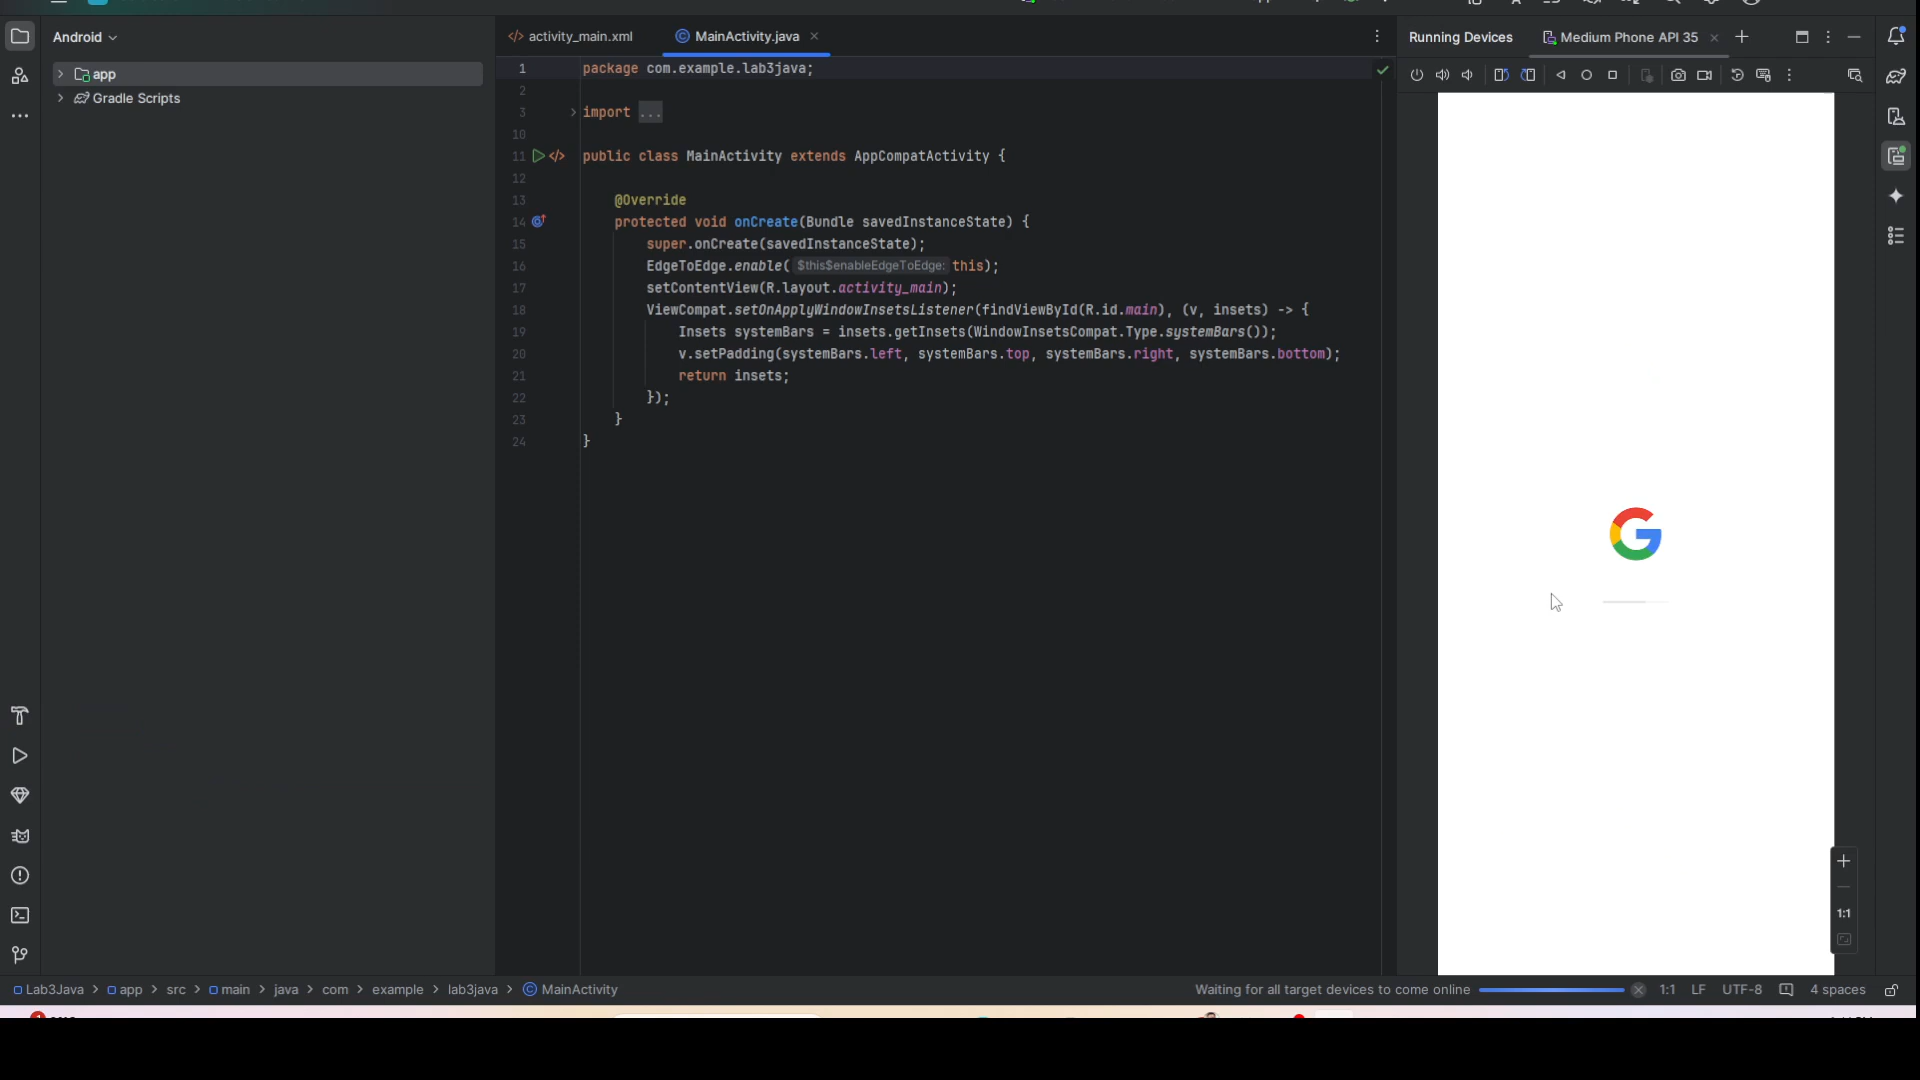 Android
app
Gradle Scripts
activity_main.xml
MainActivity.java
1 package com.example.lab3java;
2
3 import ...
10
11 public class MainActivity extends AppCompatActivity {
12
13 @Override
14 protected void onCreate(Bundle savedInstanceState) {
15 super.onCreate(savedInstanceState);
16 EdgeToEdge.enable( $this$enableEdgeToEdge: this);
17 setContentView(R.layout.activity_main);
18 ViewCompat.setOnApplyWindowInsetsListener(findViewById(R.id.main), (v, insets) -> {
19 Insets systemBars = insets.getInsets(WindowInsetsCompat.Type.systemBars());
20 v.setPadding(systemBars.left, systemBars.top, systemBars.right, systemBars.bottom);
21 return insets;
22 });
23 }
24 }
Running Devices
Medium Phone API 35
G
1:1
Lab3Java > app > src > main > java > com > example > lab3java > MainActivity
Waiting for all target devices to come online
1:1 LF UTF-8 4 spaces